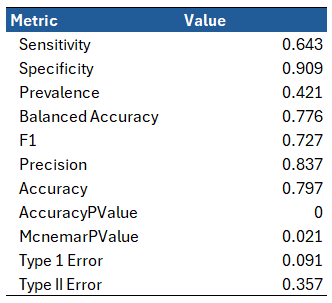 Metric Value
Sensitivity 0.643
Specificity 0.909
Prevalence 0.421
Balanced Accuracy 0.776
F1 0.727
Precision 0.837
Accuracy 0.797
AccuracyPValue 0
McnemarPValue 0.021
Type 1 Error 0.091
Type II Error 0.357